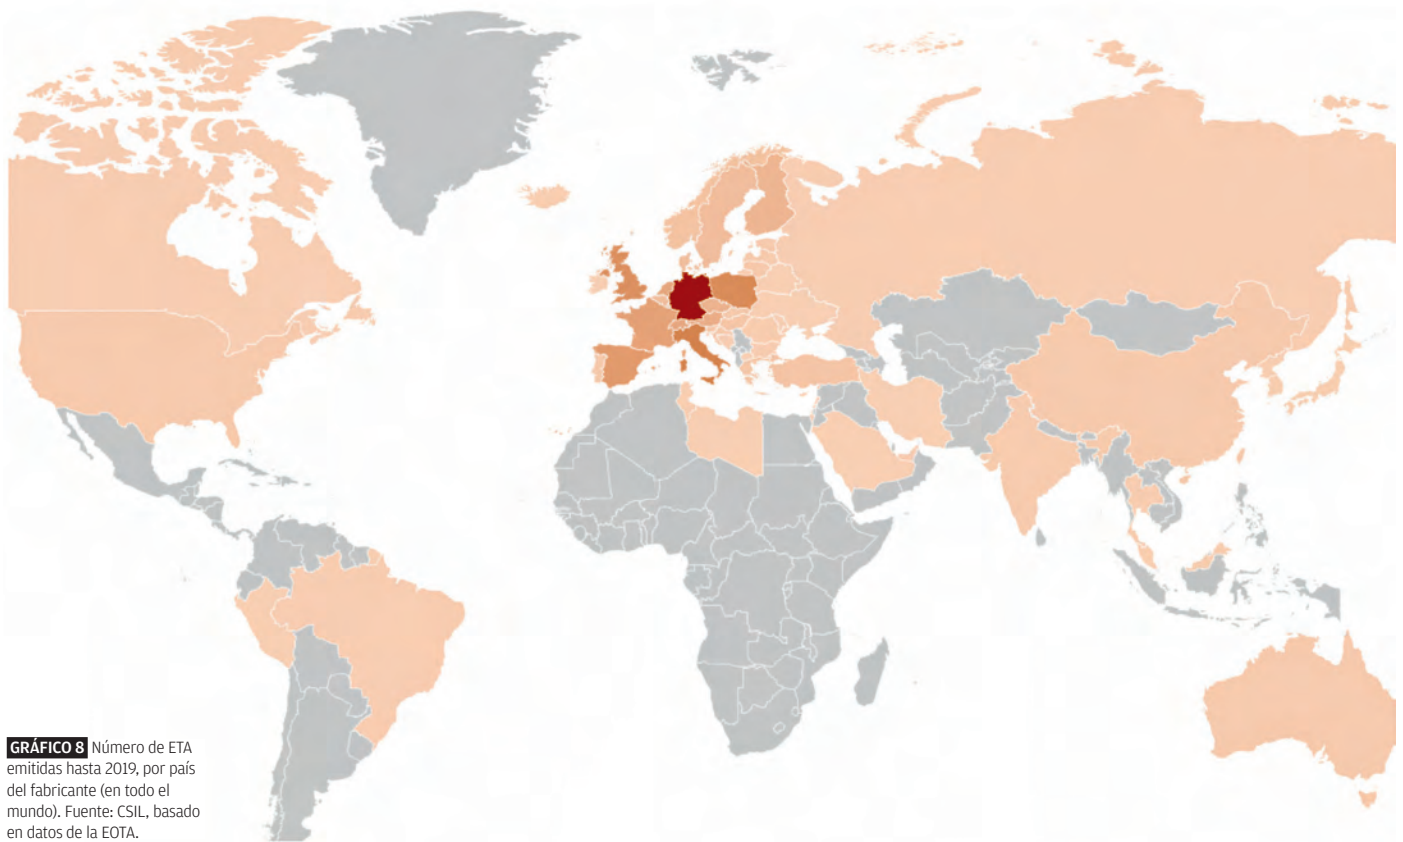 GRÁFICO 8 Número de ETA
emitidas hasta 2019, por país
del fabricante (en todo el
mundo). Fuente: CSIL, basado
en datos de la EOTA.